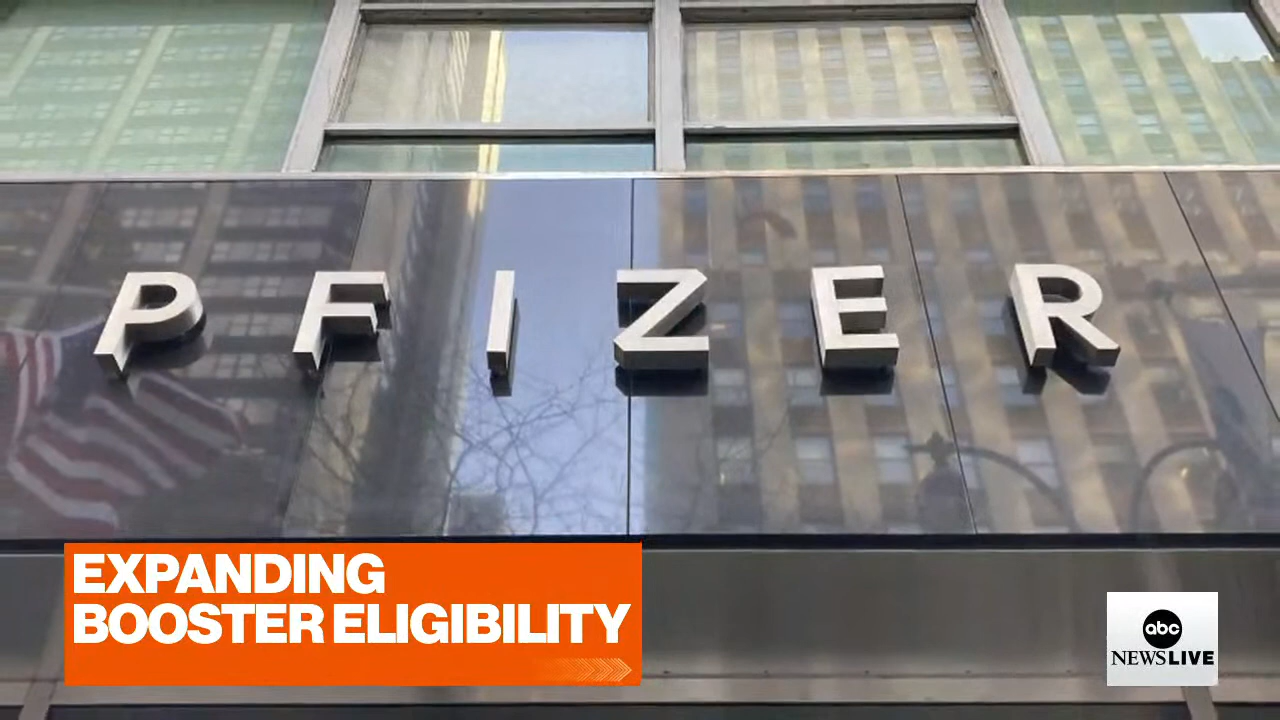 PFIZER
EXPANDING
BOOSTER ELIGIBILITY
abc
NEWSLIVE